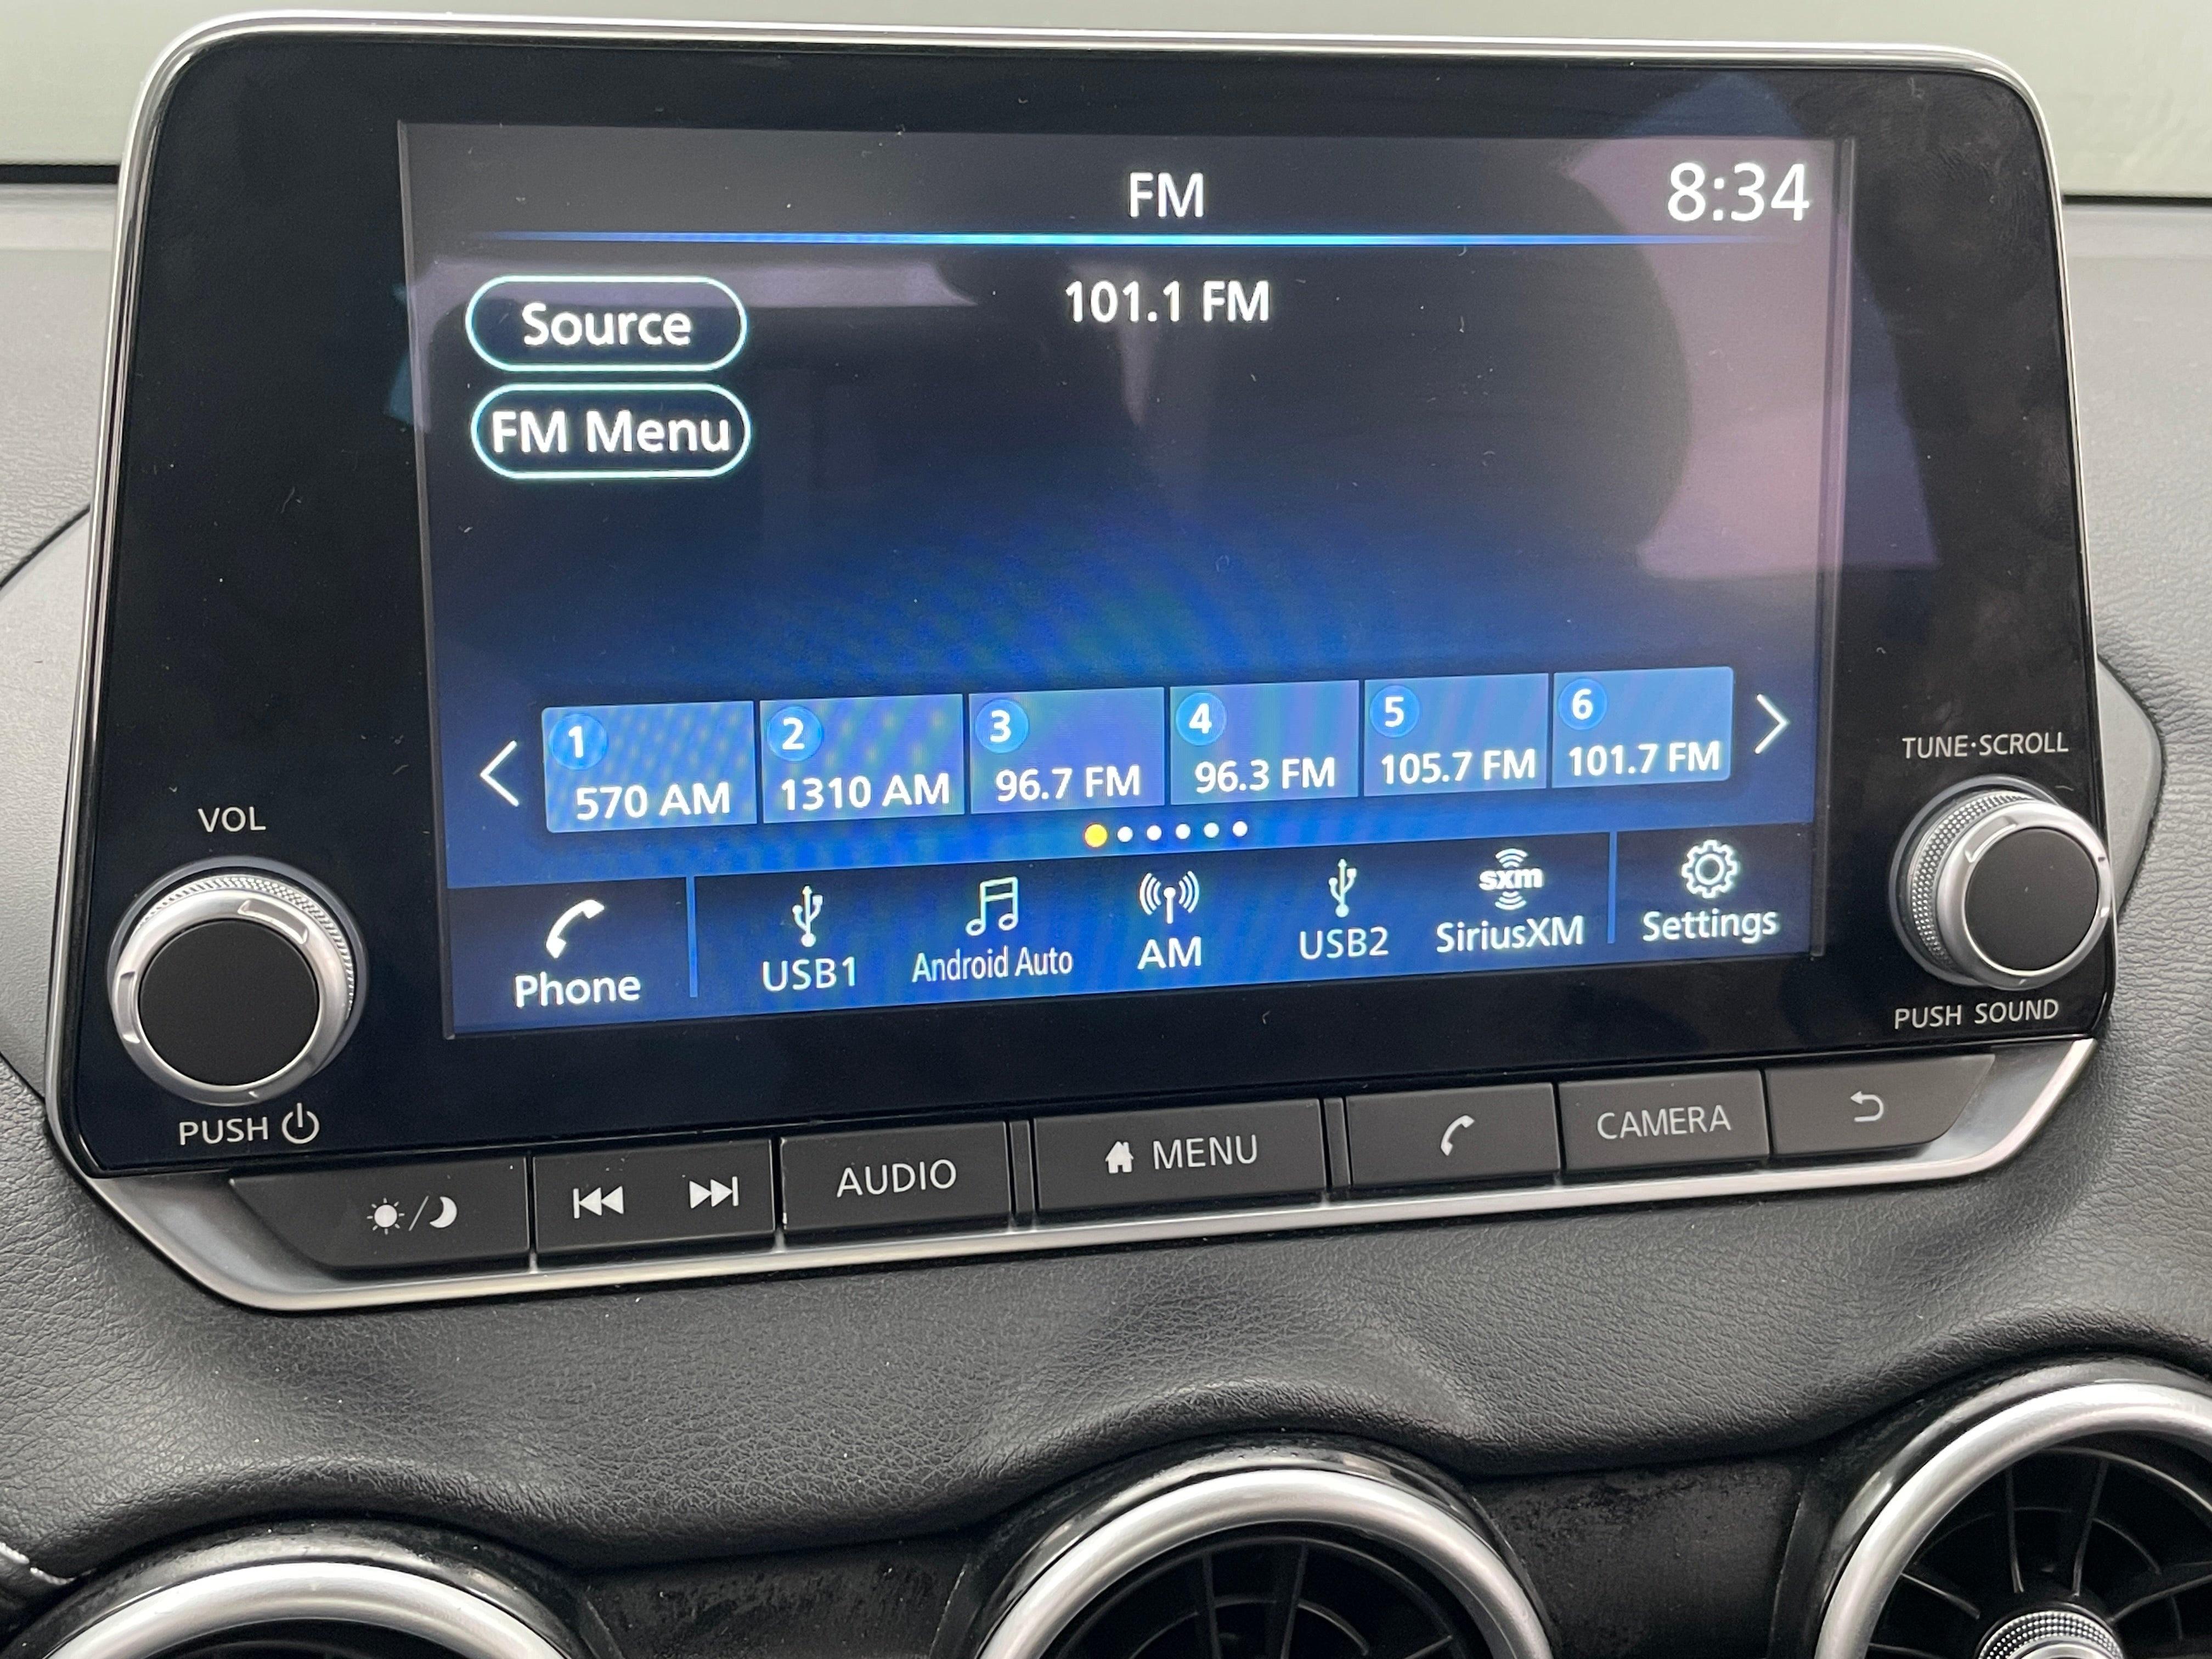 FM
8:34
Source
101.1 FM
FM Menu
1
2
3
4
5
6
570 AM
1310 AM
96.7 FM
96.3 FM
105.7 FM
101.7 FM
sxm
Phone
USB1
Android Auto
AM
USB2
SiriusXM
Settings
VOL
PUSH
TUNE·SCROLL
PUSH SOUND
AUDIO
MENU
CAMERA